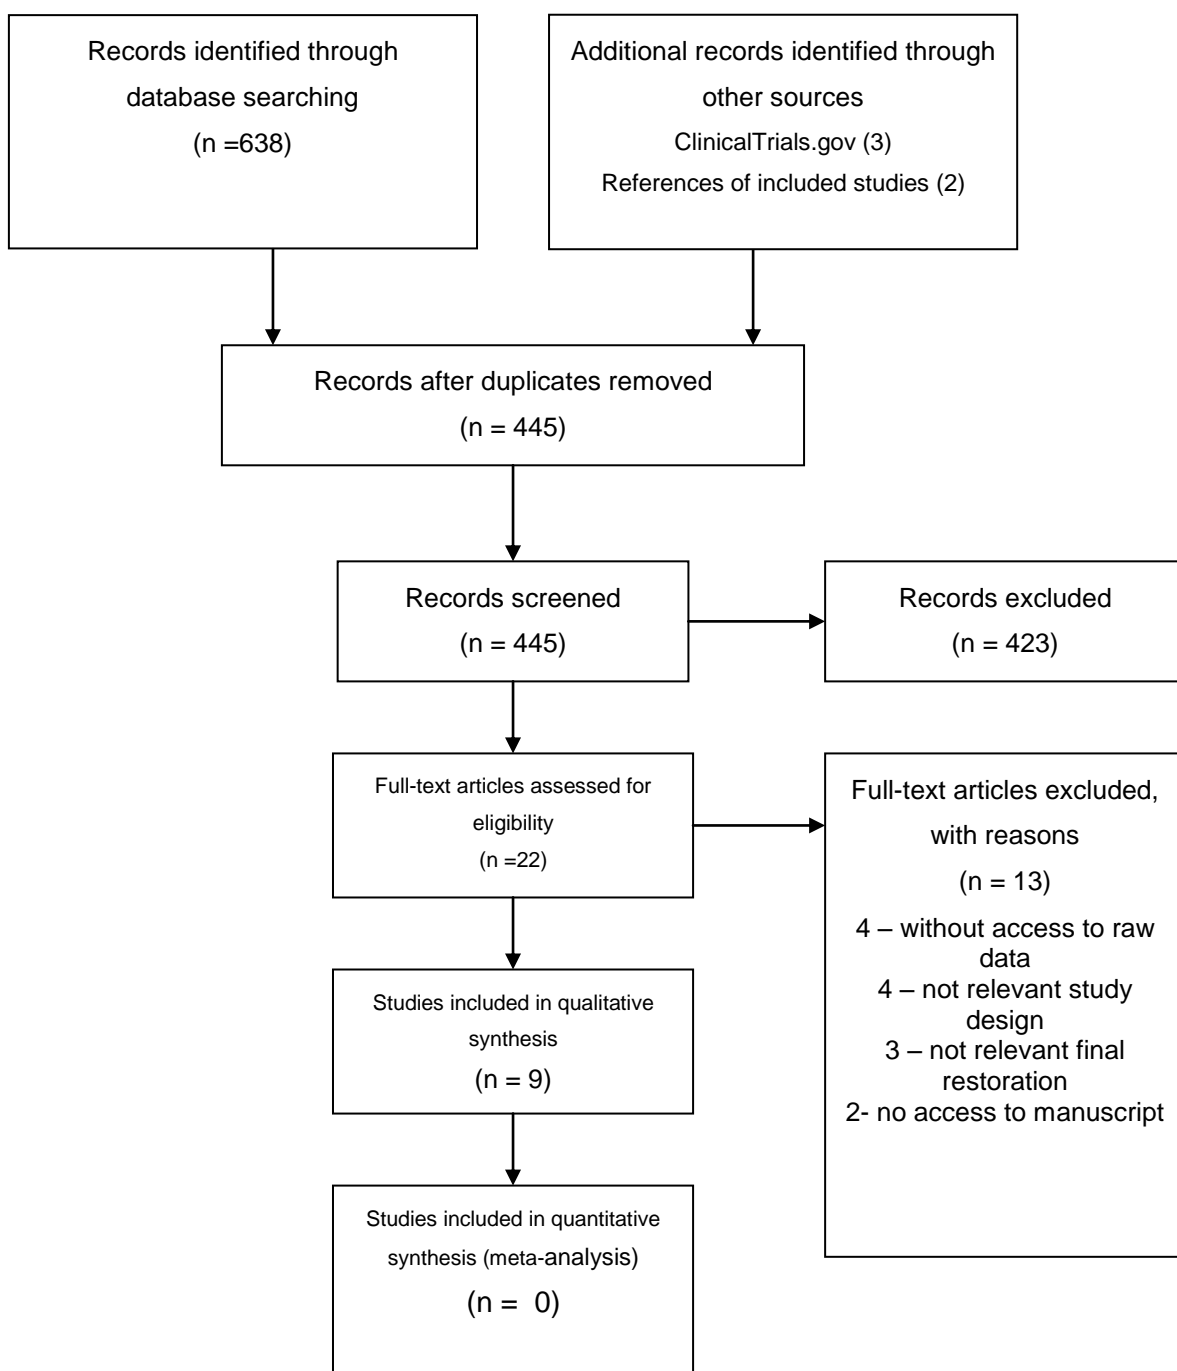 Records identified through
database searching
(n =638)
Additional records identified through
other sources
ClinicalTrials.gov (3)
References of included studies (2)
Records after duplicates removed
(n = 445)
Records screened
(n = 445)
Records excluded
(n = 423)
Full-text articles assessed for
eligibility
(n =22)
Full-text articles excluded,
with reasons
(n = 13)
4 – without access to raw
data
4 – not relevant study
design
3 – not relevant final
restoration
2- no access to manuscript
Studies included in qualitative
synthesis
(n = 9)
Studies included in quantitative
synthesis (meta-analysis)
(n = 0)